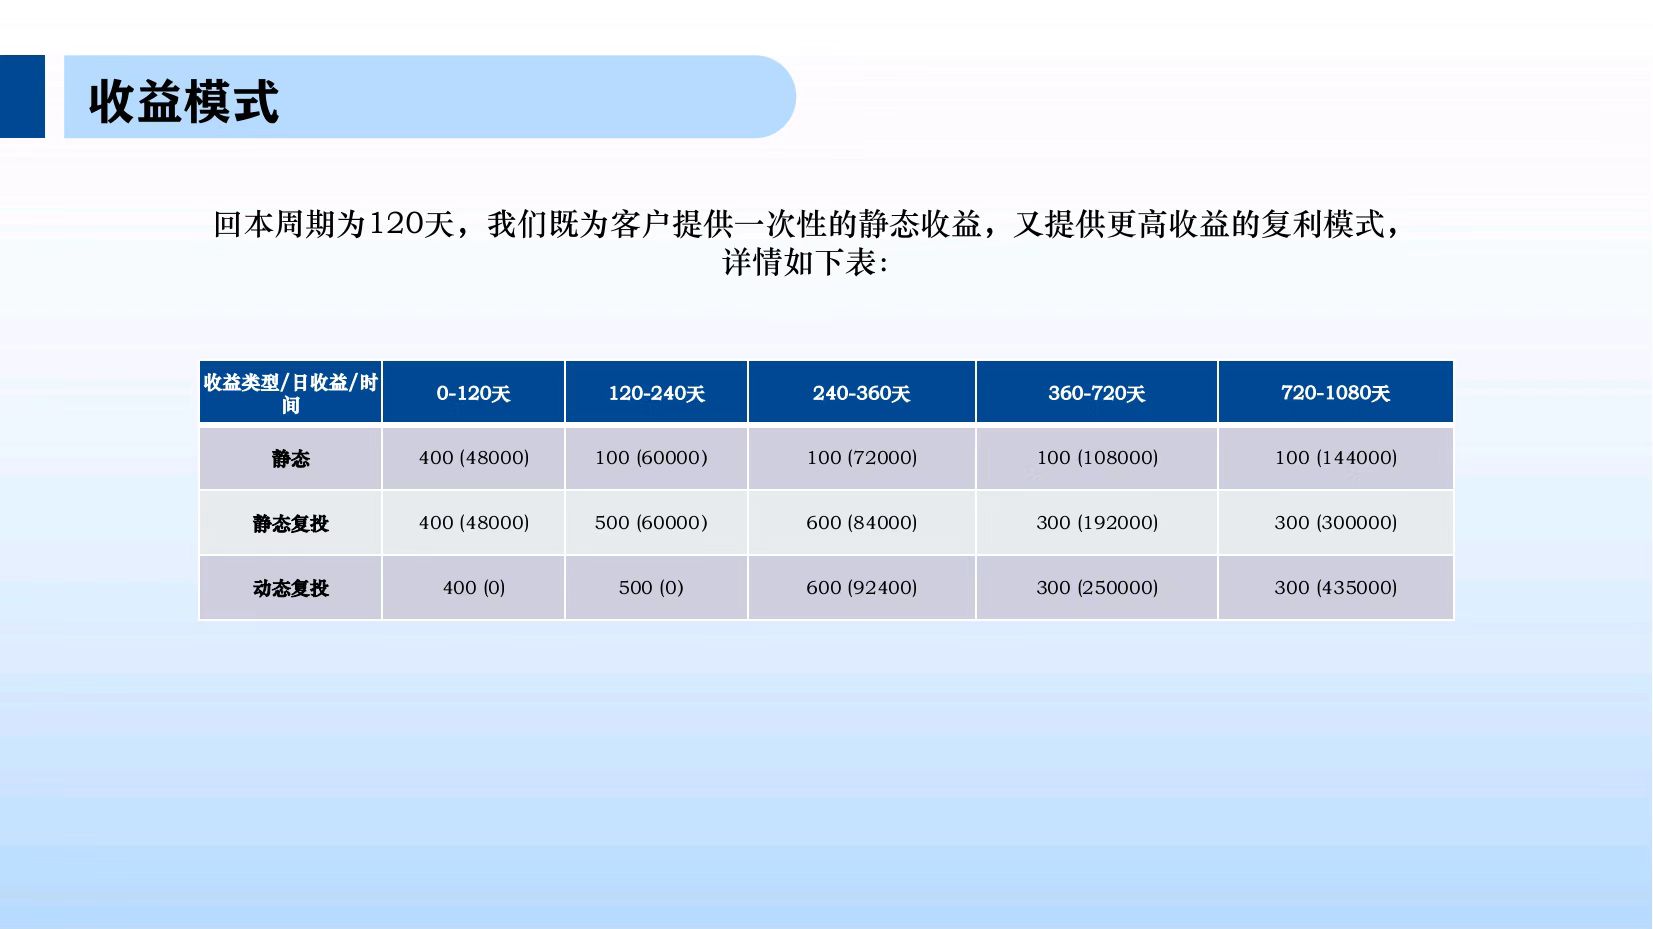 收益模式
回本周期为120天，我们既为客户提供一次性的静态收益，又提供更高收益的复利模式，
详情如下表：
收益类型/日收益/时间 0-120天 120-240天 240-360天 360-720天 720-1080天
静态 400 (48000) 100 (60000） 100 (72000) 100 (108000) 100 (144000)
静态复投 400 (48000) 500 (60000） 600 (84000) 300 (192000) 300 (300000)
动态复投 400 (0) 500 (0） 600 (92400) 300 (250000) 300 (435000)